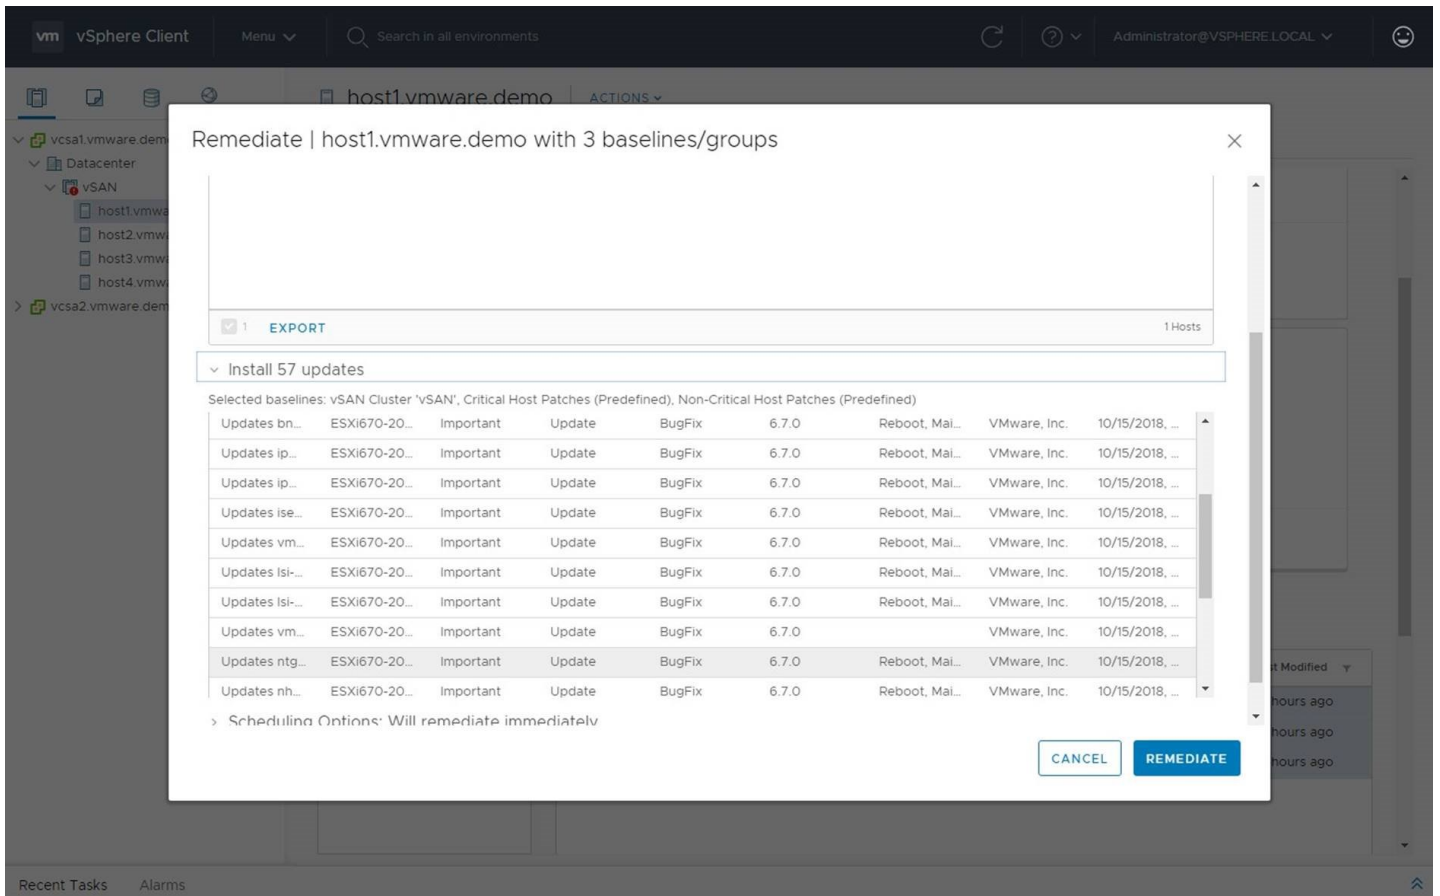 vm vSphere Client Menu Search in all environments Administrator@VSPHERE.LOCAL
host1.vmware.demo ACTIONS
vcsa1.vmware.dem
Datacenter
vSAN
host1.vmwa
host2.vmwa
host3.vmwa
host4.vmwa
vcsa2.vmware.dem
Remediate | host1.vmware.demo with 3 baselines/groups
1 EXPORT 1 Hosts
Install 57 updates
Selected baselines: vSAN Cluster 'vSAN', Critical Host Patches (Predefined), Non-Critical Host Patches (Predefined)
Updates bn... ESXi670-20... Important Update BugFix 6.7.0 Reboot, Mai... VMware, Inc. 10/15/2018, ...
Updates ip... ESXi670-20... Important Update BugFix 6.7.0 Reboot, Mai... VMware, Inc. 10/15/2018, ...
Updates ip... ESXi670-20... Important Update BugFix 6.7.0 Reboot, Mai... VMware, Inc. 10/15/2018, ...
Updates ise... ESXi670-20... Important Update BugFix 6.7.0 Reboot, Mai... VMware, Inc. 10/15/2018, ...
Updates vm... ESXi670-20... Important Update BugFix 6.7.0 Reboot, Mai... VMware, Inc. 10/15/2018, ...
Updates lsi-... ESXi670-20... Important Update BugFix 6.7.0 Reboot, Mai... VMware, Inc. 10/15/2018, ...
Updates lsi-... ESXi670-20... Important Update BugFix 6.7.0 Reboot, Mai... VMware, Inc. 10/15/2018, ...
Updates vm... ESXi670-20... Important Update BugFix 6.7.0 VMware, Inc. 10/15/2018, ...
Updates ntg... ESXi670-20... Important Update BugFix 6.7.0 Reboot, Mai... VMware, Inc. 10/15/2018, ...
Updates nh... ESXi670-20... Important Update BugFix 6.7.0 Reboot, Mai... VMware, Inc. 10/15/2018, ...
Scheduling Options: Will remediate immediately
CANCEL REMEDIATE
st Modified
hours ago
hours ago
hours ago
Recent Tasks Alarms